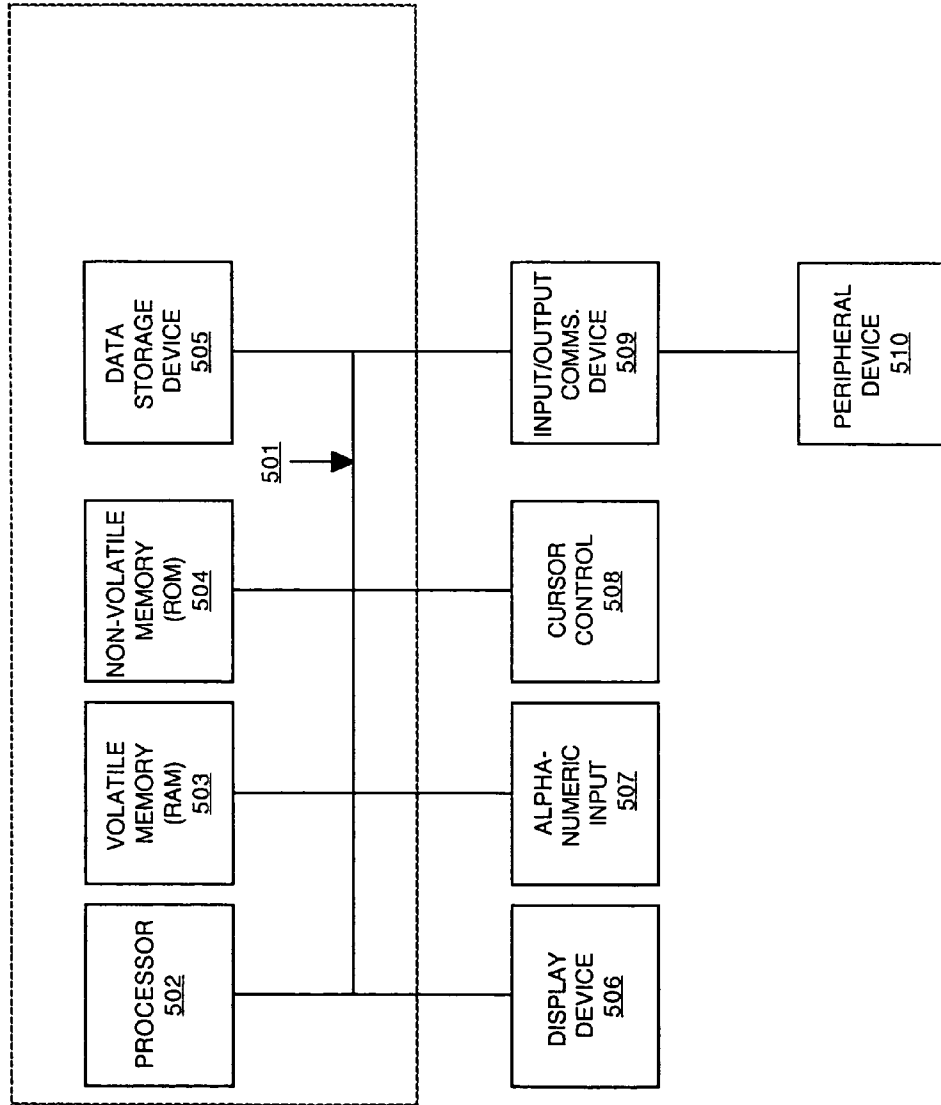 PROCESSOR
502
VOLATILE
MEMORY
(RAM)
503
NON-VOLATILE
MEMORY
(ROM)
504
DATA
STORAGE
DEVICE
505
501
DISPLAY
DEVICE
506
ALPHA-
NUMERIC
INPUT
507
CURSOR
CONTROL
508
INPUT/OUTPUT
COMMS.
DEVICE
509
PERIPHERAL
DEVICE
510